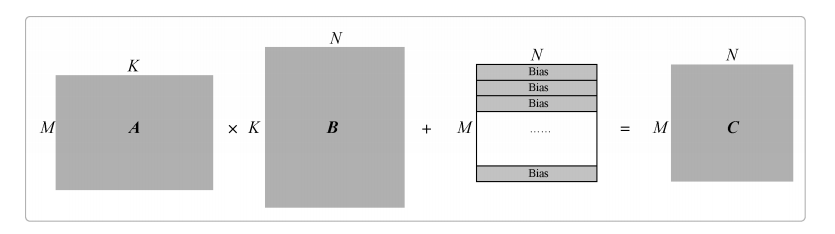 K
M
A
× K
N
B
+
M
N
Bias
Bias
Bias
......
Bias
=
M
N
C